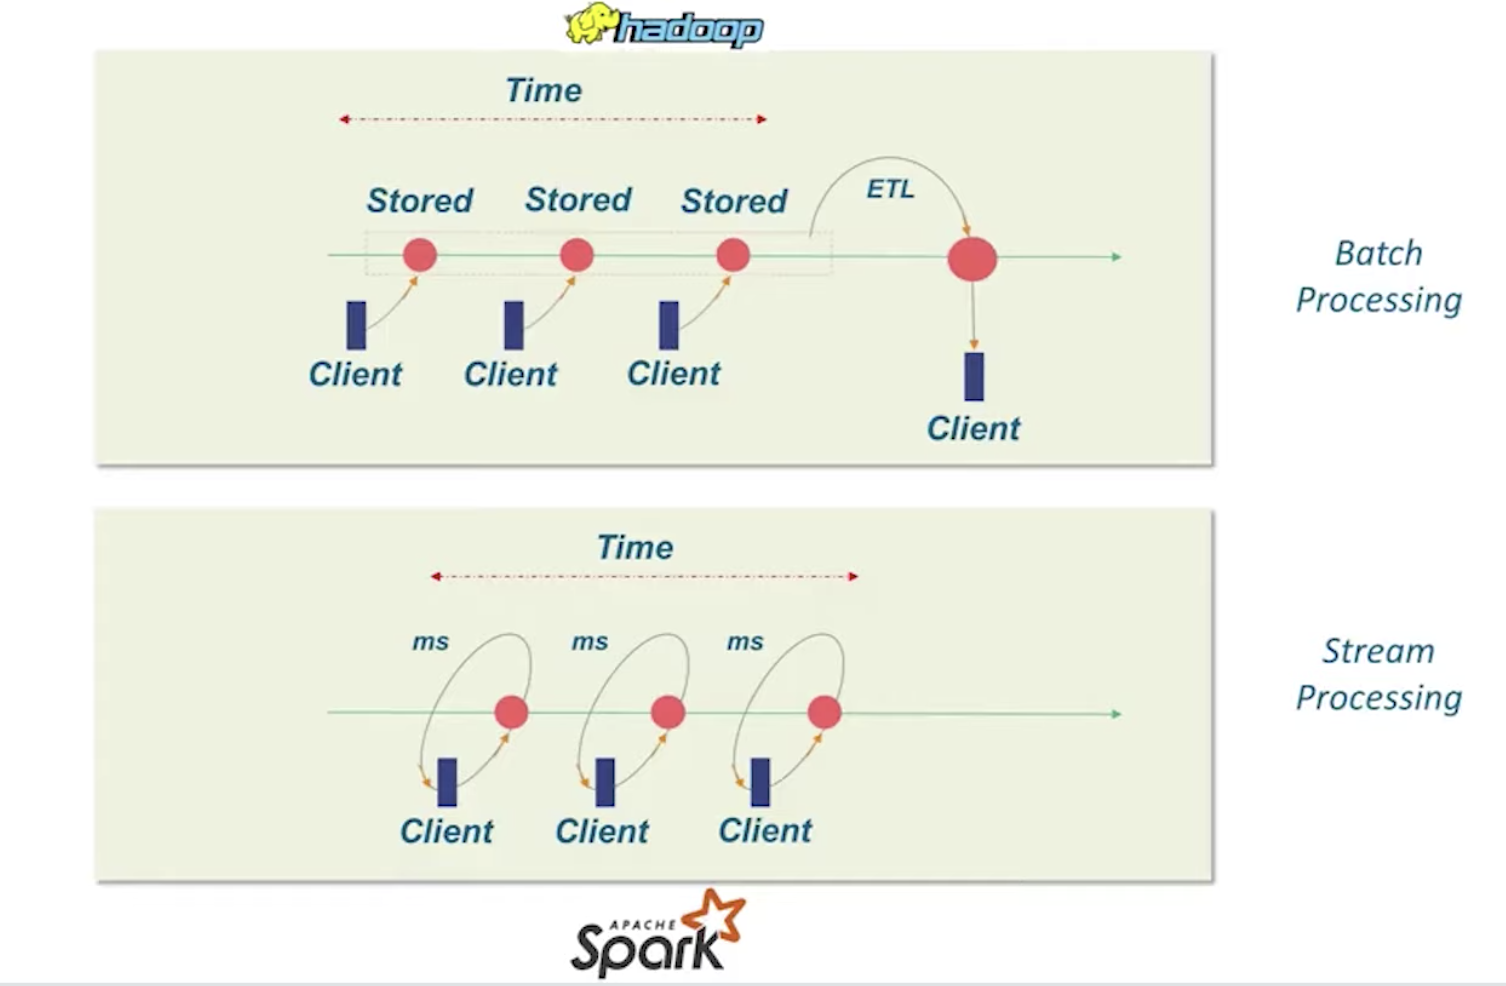 hadoop
Time
Stored Stored Stored
ETL
Client Client Client
Client
Batch
Processing
Time
ms ms ms
Client Client Client
Stream
Processing
APACHE
Spark